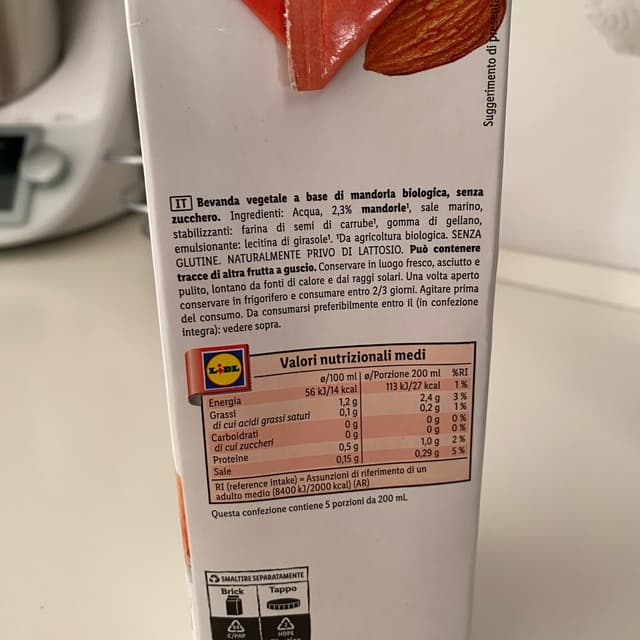 Suggerimento di
IT Bevanda vegetale a base di mandorla biologica, senza
zucchero. Ingredienti: Acqua, 2,3% mandorle¹, sale marino,
stabilizzanti: farina di semi di carrube¹, gomma di gellano,
emulsionante: lecitina di girasole¹. ¹Da agricoltura biologica. SENZA
GLUTINE. NATURALMENTE PRIVO DI LATTOSIO. Può contenere
tracce di altra frutta a guscio. Conservare in luogo fresco, asciutto e
pulito, lontano da fonti di calore e dai raggi solari. Una volta aperto
conservare in frigorifero e consumare entro 2/3 giorni. Agitare prima
del consumo. Da consumarsi preferibilmente entro il (in confezione
integra): vedere sopra.
LIDL
Valori nutrizionali medi
ø/100 ml ø/Porzione 200 ml %RI
Energia 56 kJ/14 kcal 113 kJ/27 kcal 1%
Grassi 1,2 g 2,4 g 3%
di cui acidi grassi saturi 0,1 g 0,2 g 1%
Carboidrati 0 g 0 g 0%
di cui zuccheri 0 g 0 g 0%
Proteine 0,5 g 1,0 g 2%
Sale 0,15 g 0,29 g 5%
RI (reference intake) = Assunzioni di riferimento di un
adulto medio (8400 kJ/2000 kcal) (AR)
Questa confezione contiene 5 porzioni da 200 ml.
SMALTIRE SEPARATAMENTE
Brick Tappo
C/PAP HDPE